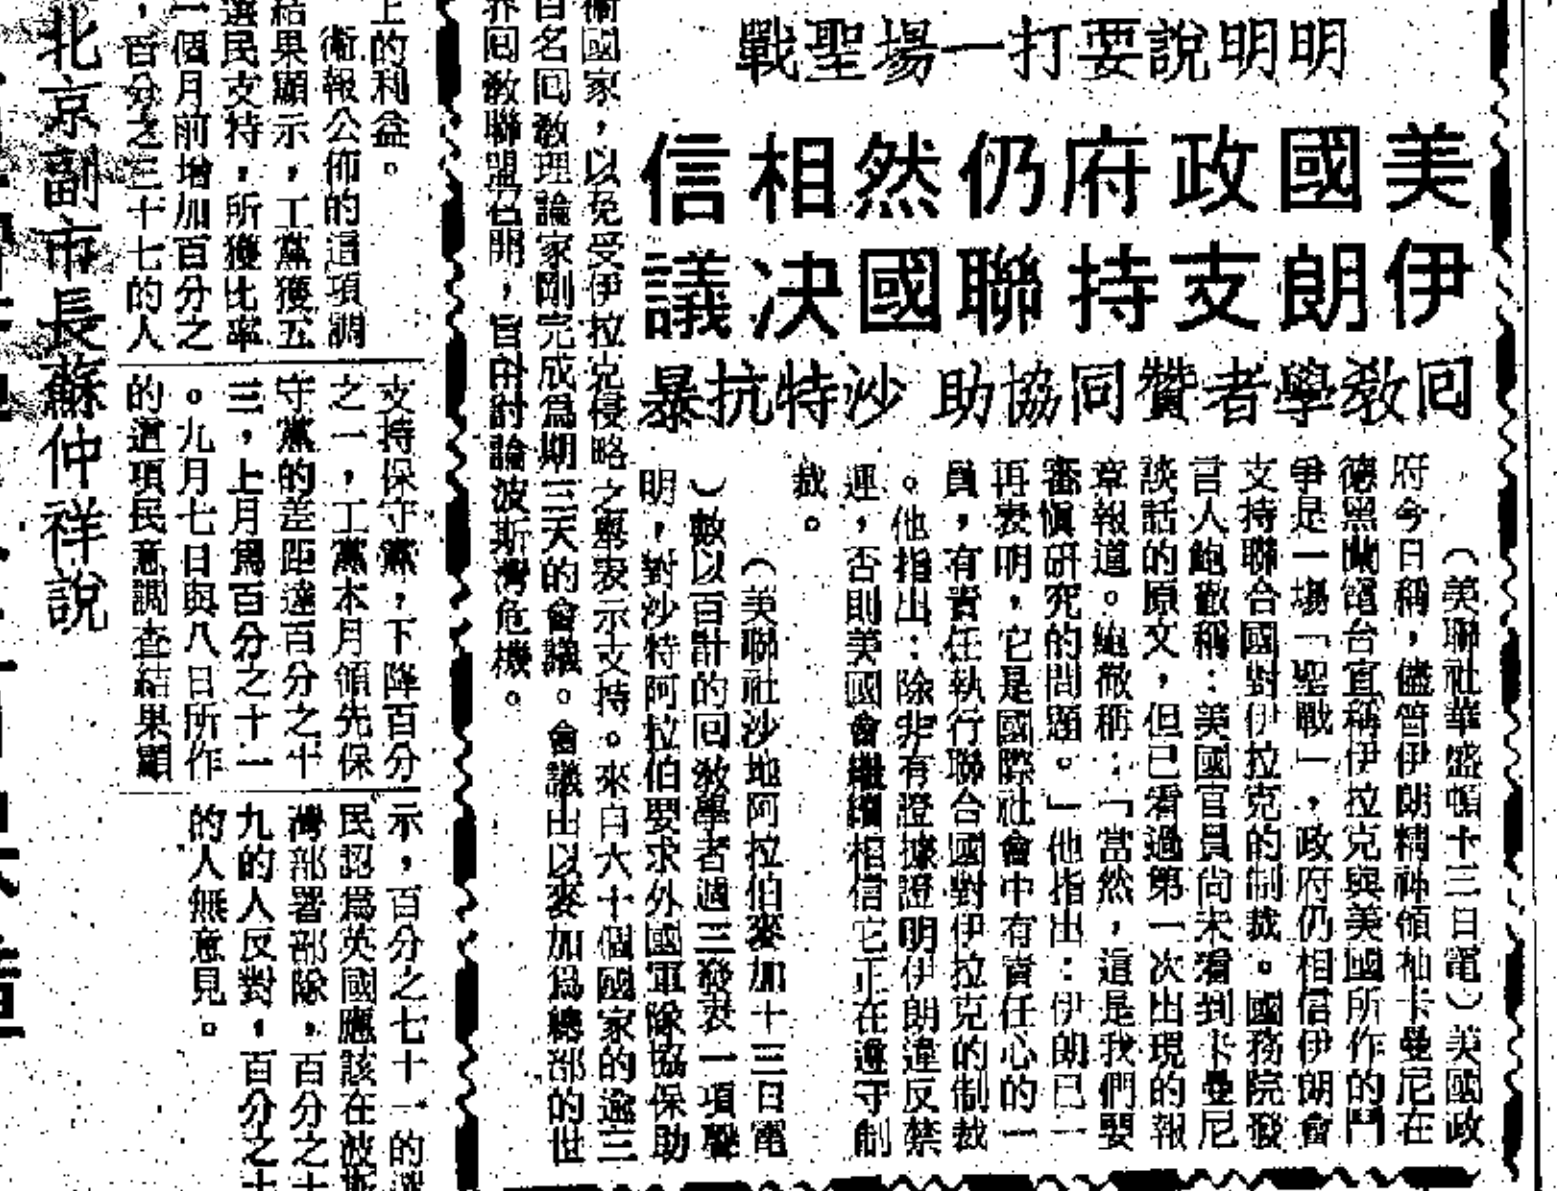 明明說要打一場聖戰
美國政府仍然相信
伊朗支持聯國決議
回敎學者贊同協助沙特抗暴
（美聯社華盛頓十三日電）美國政
府今日稱，儘管伊朗精神領袖卡曼尼在
德黑蘭電台宣稱伊拉克與美國所作的鬥
爭是一場「聖戰」，政府仍相信伊朗會
支持聯合國對伊拉克的制裁。國務院發
言人鮑徹稱：美國官員尚未看到卡曼尼
談話的原文，但已看過第一次出現的報
章報道。鮑徹稱：「當然，這是我們要
審愼研究的問題。」他指出：伊朗已一
再表明，它是國際社會中有責任心的一
員，有責任執行聯合國對伊拉克的制裁
。他指出：除非有證據證明伊朗違反禁
運，否則美國會繼續相信它正在遵守制
裁。
（美聯社沙地阿拉伯麥加十三日電
）數以百計的回敎學者週三發表一項聲
明，對沙特阿拉伯要求外國軍隊協保助
衞國家，以免受伊拉克侵略之舉表示支持。來自六十個國家的逾三
百名回敎理論家剛完成爲期三天的會議。會議由以麥加爲總部的世
界回敎聯盟召開，旨在討論波斯灣危機。
上的利益。
衞報公佈的這項調
結果顯示，工黨獲五
選民支持，所獲比率
一個月前增加百分之
，百分之三十七的人
支持保守黨，下降百分
之一，工黨本月領先保
守黨的差距達百分之十
三，上月爲百分之十一
。九月七日與八日所作
的這項民意調查結果顯
示，百分之七十一的選
民認爲英國應該在波斯
灣部署部隊，百分之十
九的人反對，百分之十
的人無意見。
北京副市長蘇仲祥說